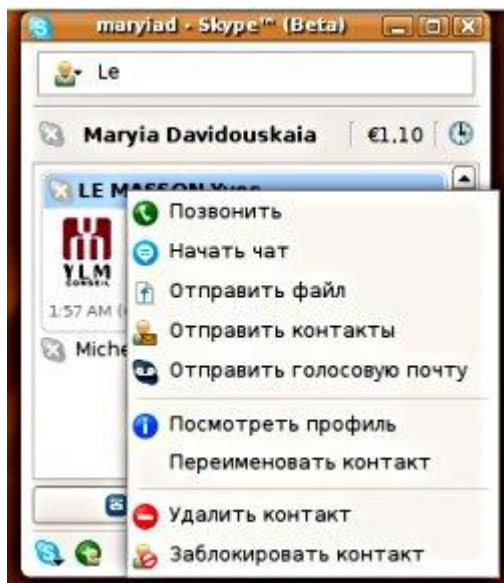 maryiad - Skype™ (Beta)
Le
Maryia Davidouskaia €1,10
LE MASSON Yves
YLM
CONSEIL
1:57 AM
Miche
Позвонить
Начать чат
Отправить файл
Отправить контакты
Отправить голосовую почту
Посмотреть профиль
Переименовать контакт
Удалить контакт
Заблокировать контакт